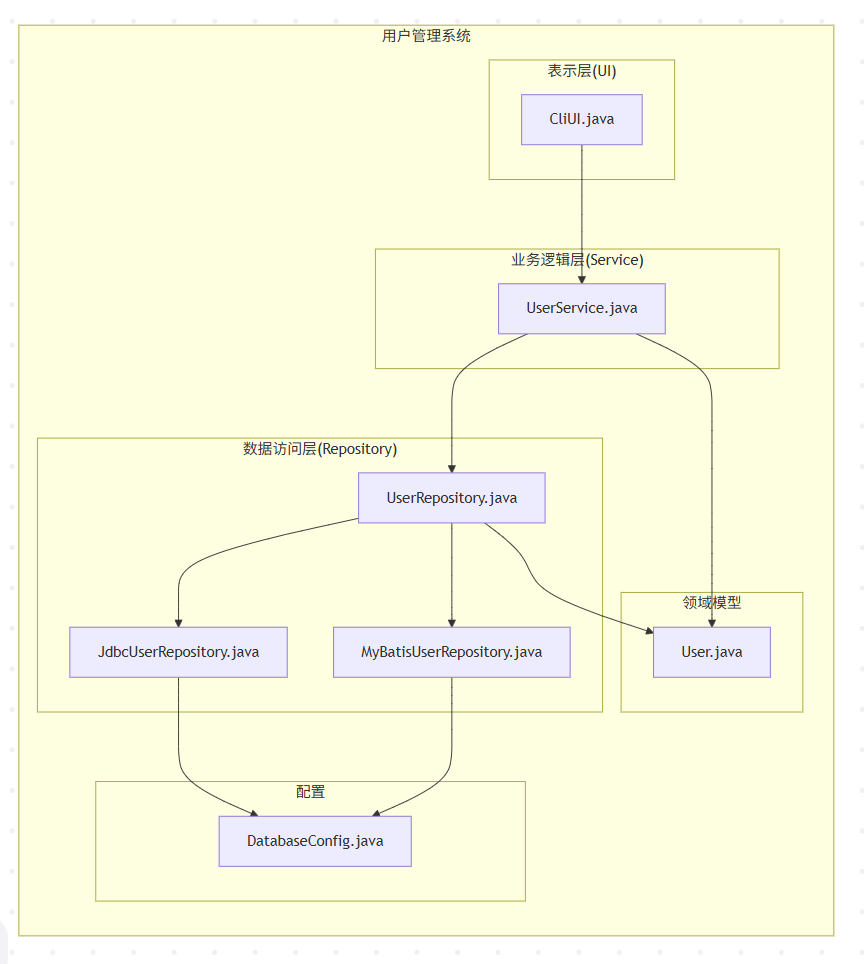 用户管理系统
表示层(UI)
CliUI.java
业务逻辑层(Service)
UserService.java
数据访问层(Repository)
UserRepository.java
领域模型
JdbcUserRepository.java
MyBatisUserRepository.java
User.java
配置
DatabaseConfig.java